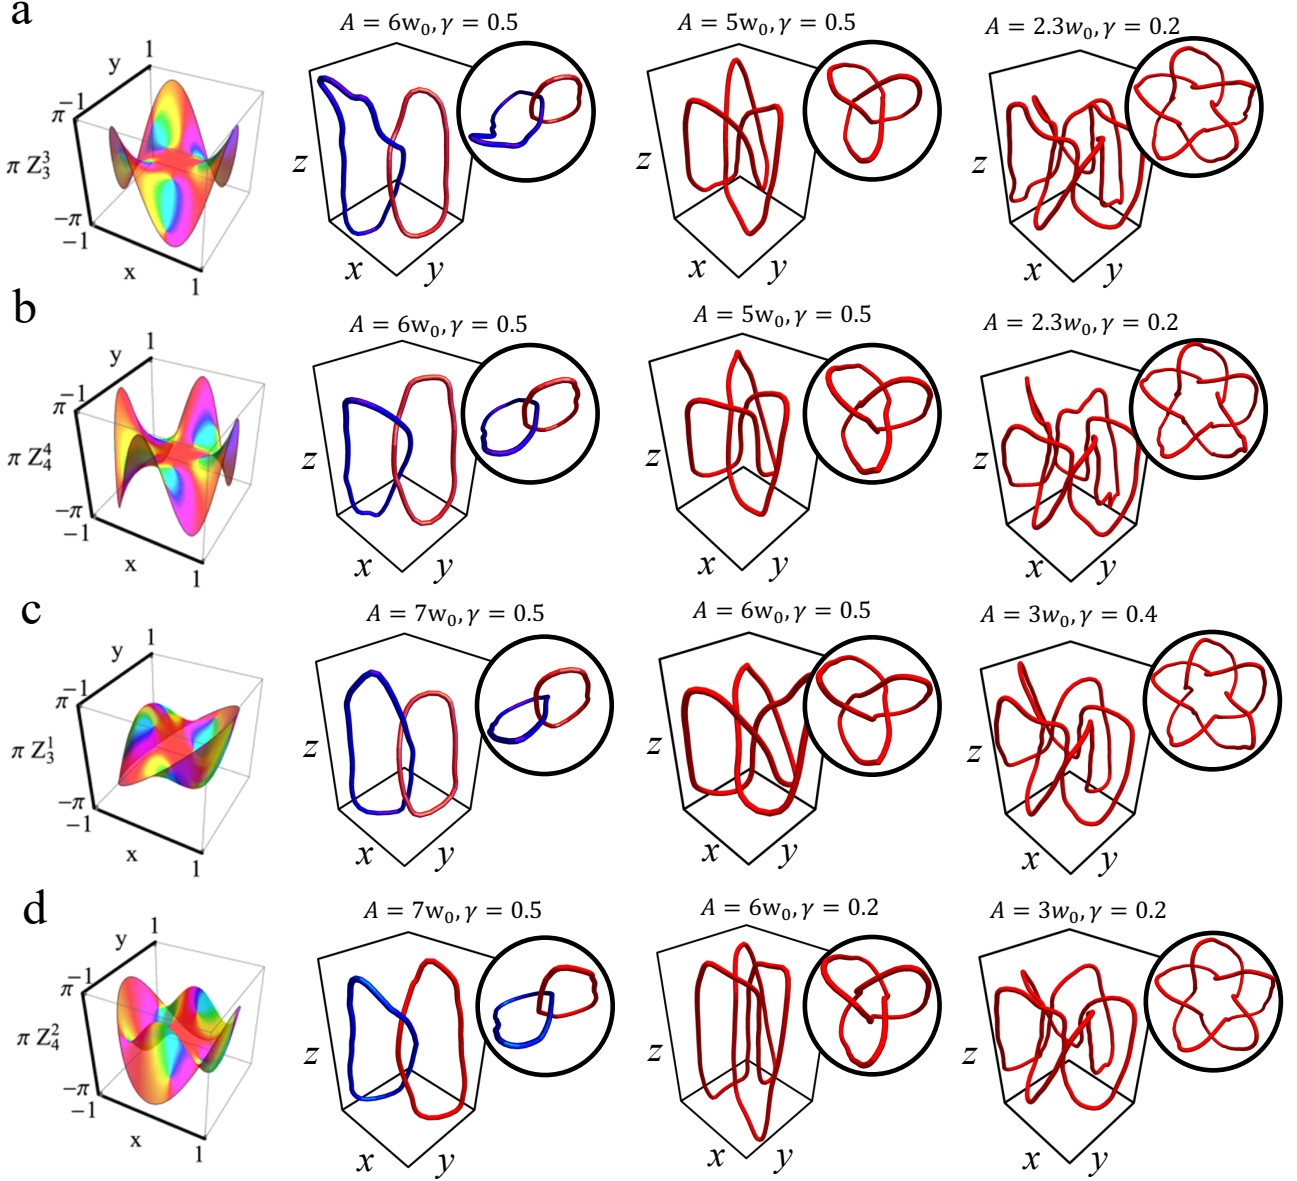 a
A = 6w₀, γ = 0.5
A = 5w₀, γ = 0.5
A = 2.3w₀, γ = 0.2
y
1
−1
π
π Z₃³
−π
−1
x
1
z
x
y
z
x
y
z
x
y
b
A = 6w₀, γ = 0.5
A = 5w₀, γ = 0.5
A = 2.3w₀, γ = 0.2
y
1
−1
π
π Z₄⁴
−π
−1
x
1
z
x
y
z
x
y
z
x
y
c
A = 7w₀, γ = 0.5
A = 6w₀, γ = 0.5
A = 3w₀, γ = 0.4
y
1
−1
π
π Z₃¹
−π
−1
x
1
z
x
y
z
x
y
z
x
y
d
A = 7w₀, γ = 0.5
A = 6w₀, γ = 0.2
A = 3w₀, γ = 0.2
y
1
−1
π
π Z₄²
−π
−1
x
1
z
x
y
z
x
y
z
x
y